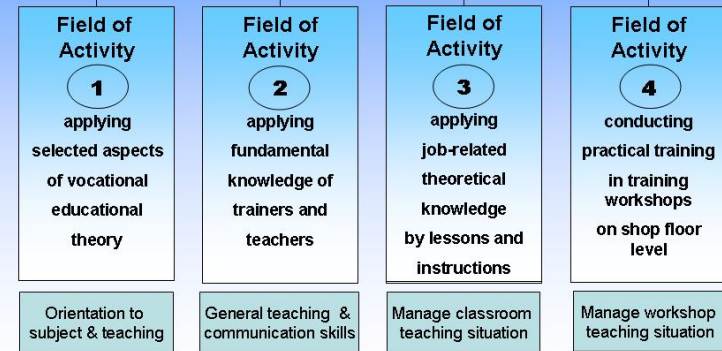 Field of
Activity
1
applying
selected aspects
of vocational
educational
theory
Orientation to
subject & teaching
Field of
Activity
2
applying
fundamental
knowledge of
trainers and
teachers
General teaching &
communication skills
Field of
Activity
3
applying
job-related
theoretical
knowledge
by lessons and
instructions
Manage classroom
teaching situation
Field of
Activity
4
conducting
practical training
in training
workshops
on shop floor
level
Manage workshop
teaching situation